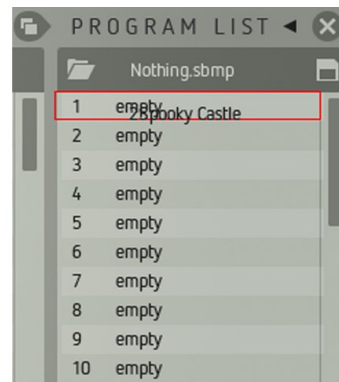 PROGRAM LIST
Nothing.sbmp
1 empty
2Spooky Castle
2 empty
3 empty
4 empty
5 empty
6 empty
7 empty
8 empty
9 empty
10 empty